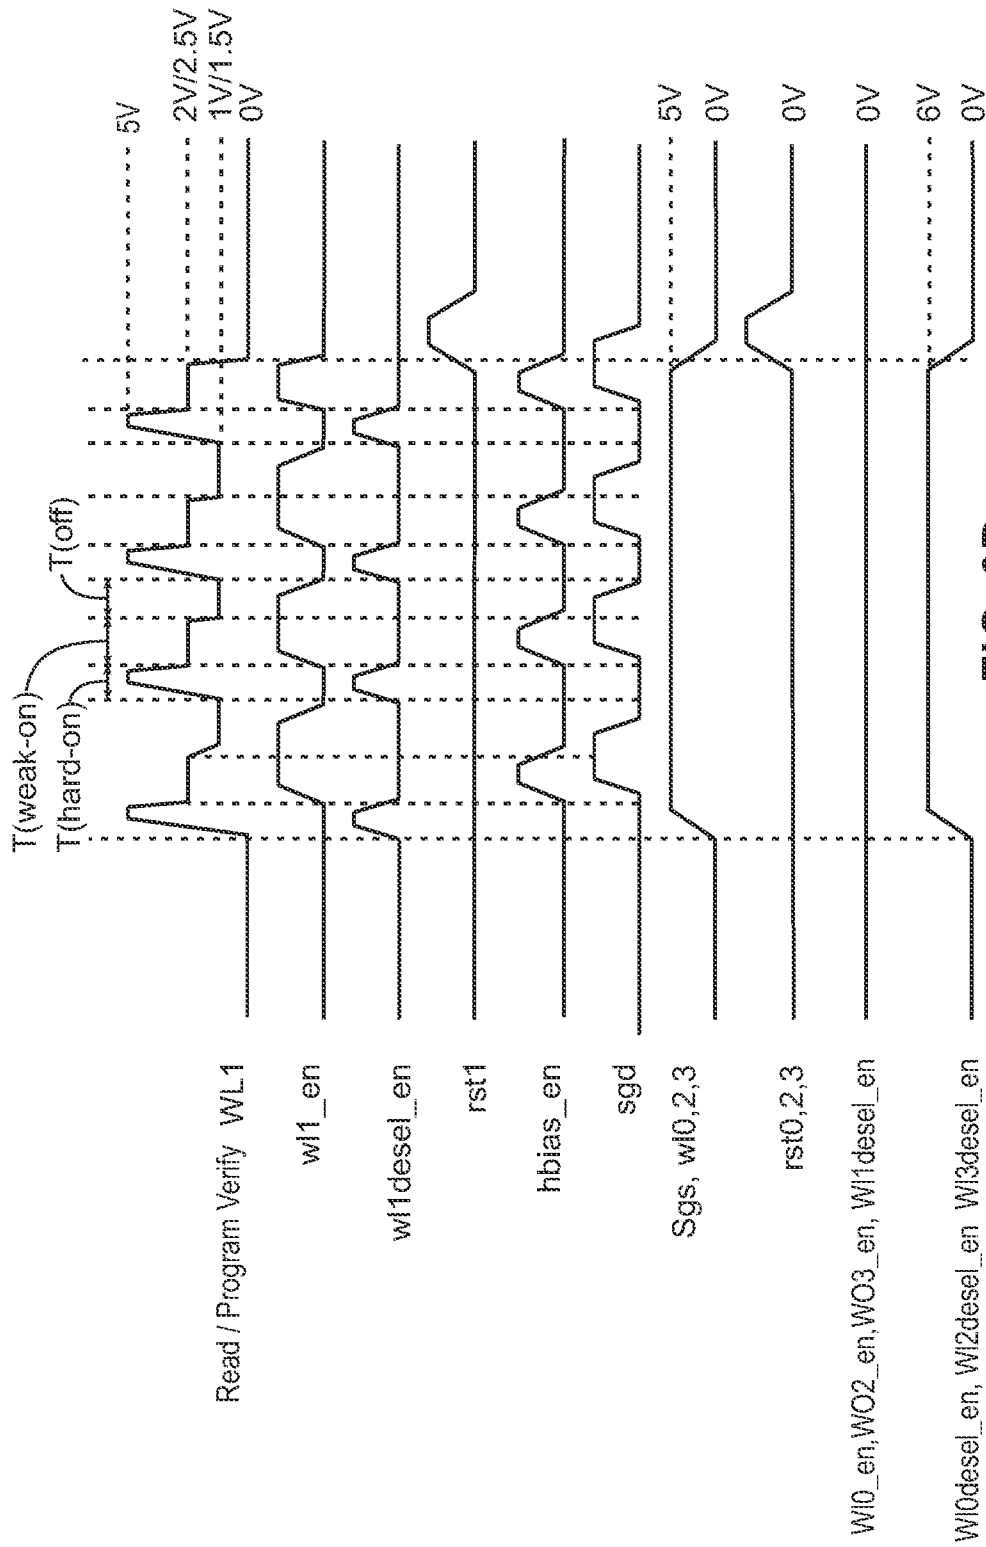 T(weak-on)
T(hard-on)
T(off)
5V
2V/2.5V
1V/1.5V
0V
Read / Program Verify WL1
wl1_en
wl1desel_en
rst1
hbias_en
sgd
Sgs, wl0,2,3
5V
0V
rst0,2,3
0V
Wl0_en,WO2_en,WO3_en, Wl1desel_en
0V
Wl0desel_en, Wl2desel_en Wl3desel_en
6V
0V